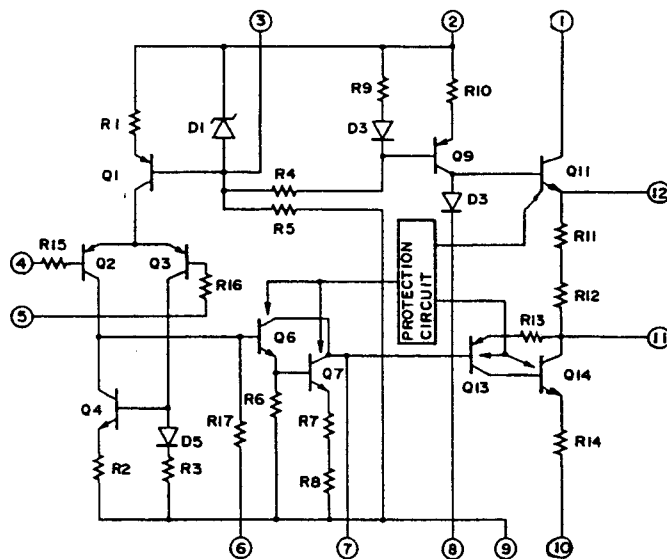 3 2 1
R9 R10
R1 D1 D3
Q9
Q1 Q11
R4 D3 12
R5
R15 R11
4 Q2 Q3
R16 PROTECTION CIRCUIT R12
5 R13 11
Q6
Q7 Q13 Q14
Q4 R6
R17 R7
D5 R14
R2 R3 R8
6 7 8 9 10